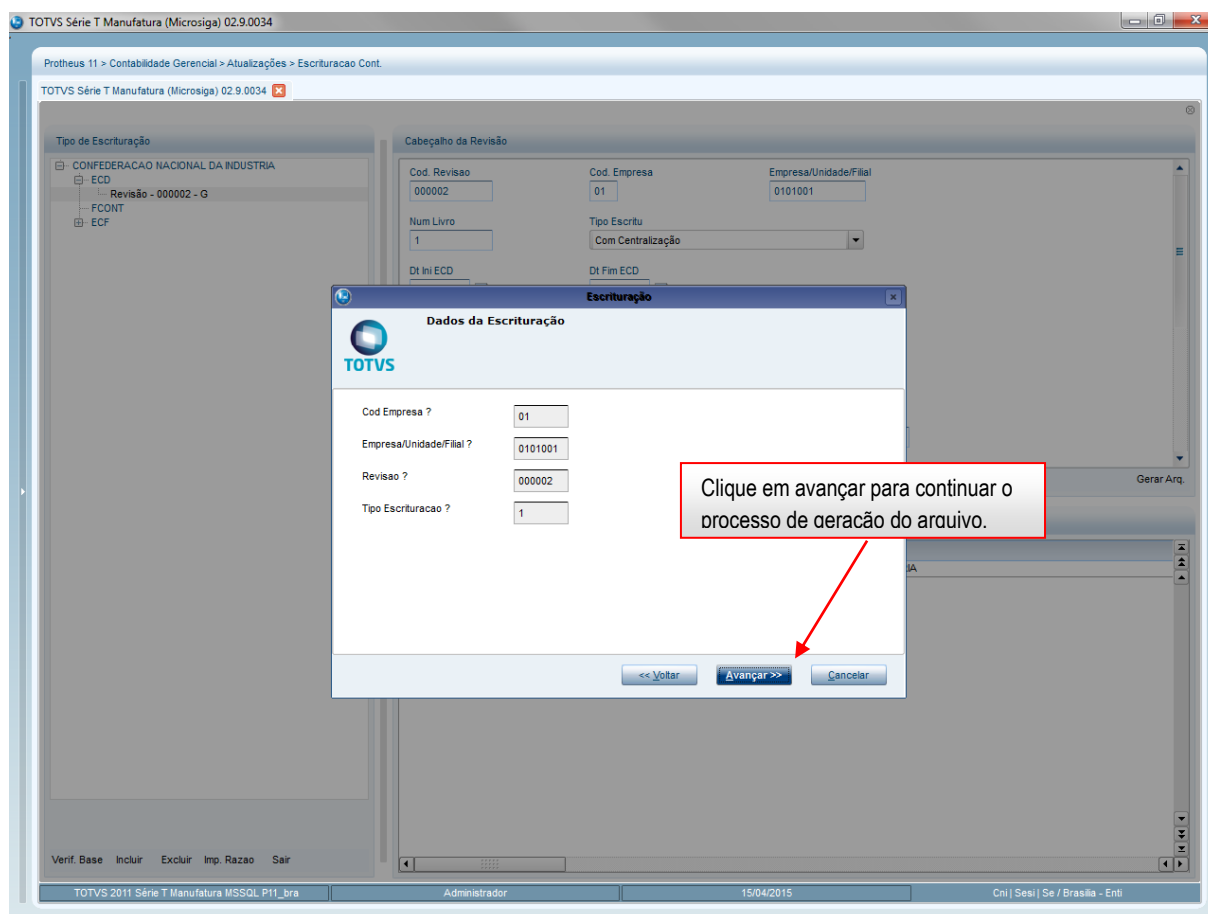 TOTVS Série T Manufatura (Microsiga) 02.9.0034
Protheus 11 > Contabilidade Gerencial > Atualizações > Escrituracao Cont.
TOTVS Série T Manufatura (Microsiga) 02.9.0034
Tipo de Escrituração
Cabeçalho da Revisão
CONFEDERACAO NACIONAL DA INDUSTRIA
ECD
Revisão - 000002 - G
FCONT
ECF
Cod. Revisao Cod. Empresa Empresa/Unidade/Filial
000002 01 0101001
Num Livro Tipo Escritu
1 Com Centralização
Dt Ini ECD Dt Fim ECD
Escrituração
Dados da Escrituração
TOTVS
Cod Empresa ? 01
Empresa/Unidade/Filial ? 0101001
Revisao ? 000002
Tipo Escrituracao ? 1
Clique em avançar para continuar o
processo de geração do arquivo.
Gerar Arq.
IA
<< Voltar Avançar >> Cancelar
Verif. Base Incluir Excluir Imp. Razao Sair
TOTVS 2011 Série T Manufatura MSSQL P11_bra Administrador 15/04/2015 Cni | Sesi | Se / Brasilia - Enti